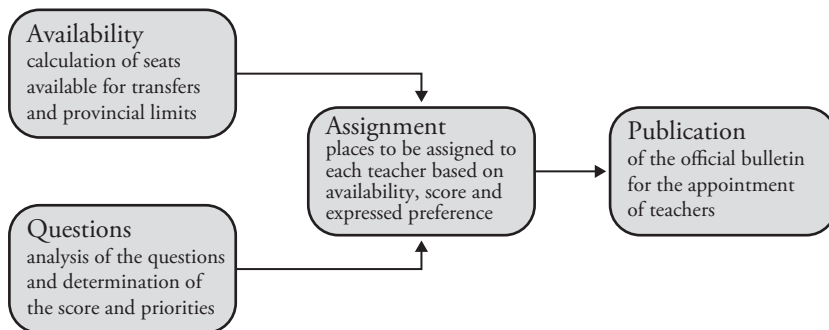 Availability
calculation of seats
available for transfers
and provincial limits
Questions
analysis of the questions
and determination of
the score and priorities
Assignment
places to be assigned to
each teacher based on
availability, score and
expressed preference
Publication
of the official bulletin
for the appointment
of teachers